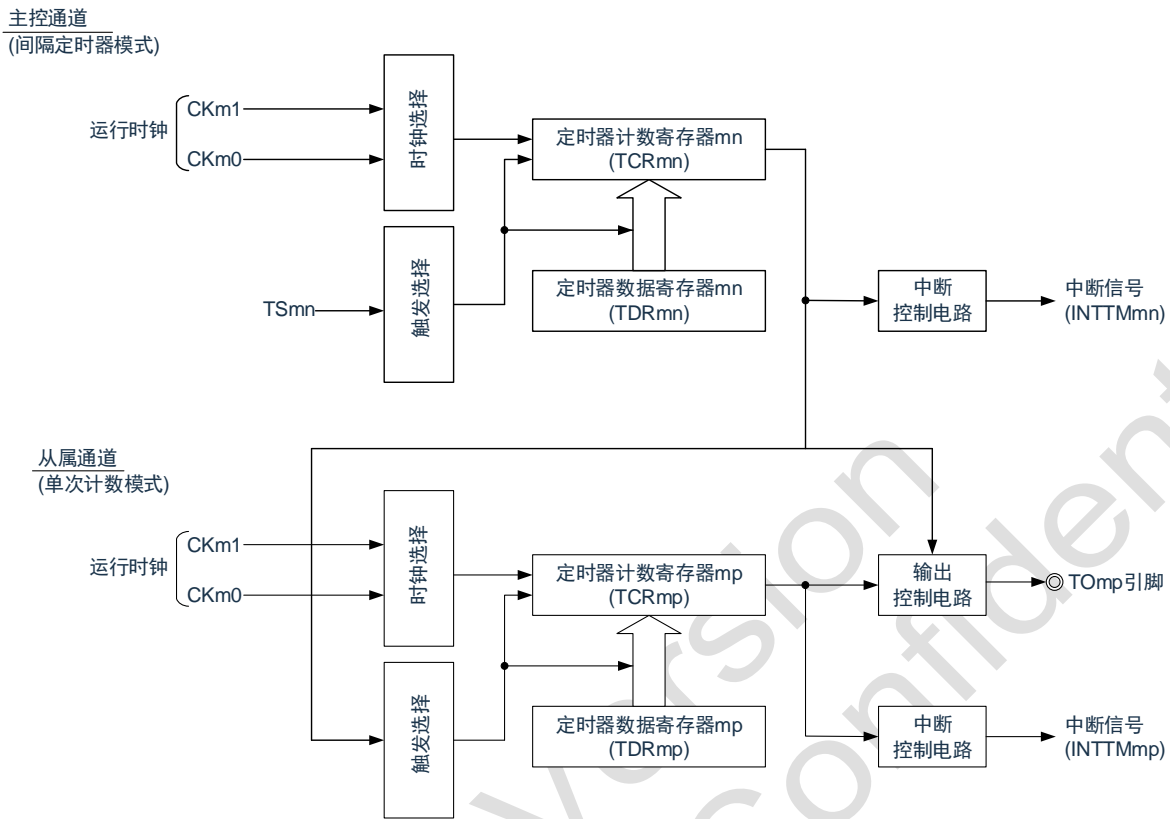 主控通道
(间隔定时器模式)
运行时钟
CKm1
CKm0
时钟选择
定时器计数寄存器mn
(TCRmn)
TSmn
触发选择
定时器数据寄存器mn
(TDRmn)
中断
控制电路
中断信号
(INTTMmn)
从属通道
(单次计数模式)
运行时钟
CKm1
CKm0
时钟选择
定时器计数寄存器mp
(TCRmp)
输出
控制电路
TOmp引脚
触发选择
定时器数据寄存器mp
(TDRmp)
中断
控制电路
中断信号
(INTTMmp)
Version
Confident